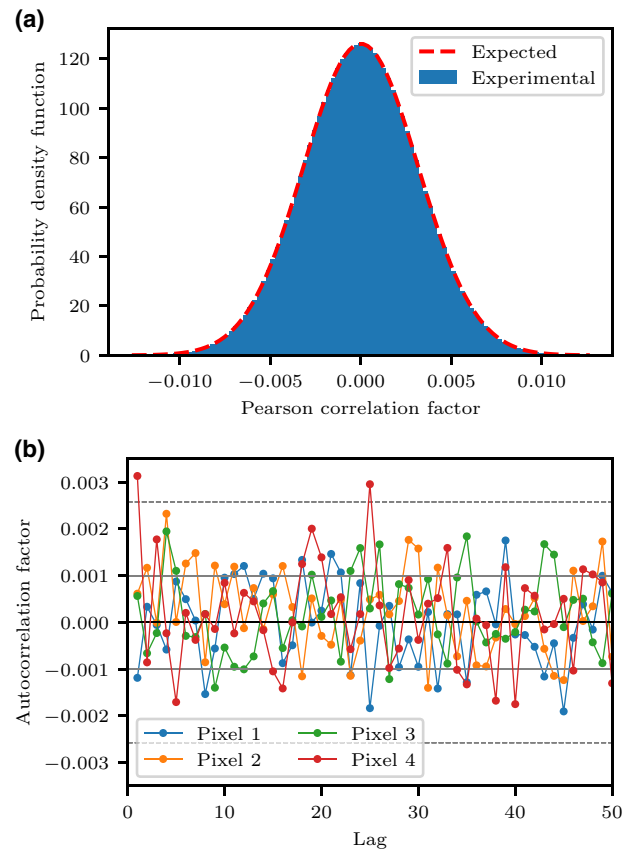 (a)
Probability density function
120
100
80
60
40
20
0
−0.010
−0.005
0.000
0.005
0.010
Pearson correlation factor
Expected
Experimental
(b)
Autocorrelation factor
0.003
0.002
0.001
0.000
−0.001
−0.002
−0.003
Pixel 1
Pixel 3
Pixel 2
Pixel 4
0
10
20
30
40
50
Lag